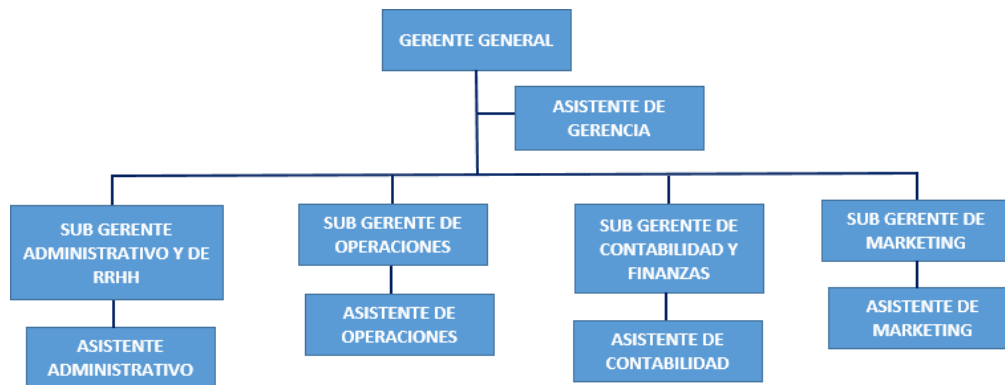 GERENTE GENERAL
ASISTENTE DE
GERENCIA
SUB GERENTE
ADMINISTRATIVO Y DE
RRHH
SUB GERENTE DE
OPERACIONES
SUB GERENTE DE
CONTABILIDAD Y
FINANZAS
SUB GERENTE DE
MARKETING
ASISTENTE
ADMINISTRATIVO
ASISTENTE DE
OPERACIONES
ASISTENTE DE
CONTABILIDAD
ASISTENTE DE
MARKETING